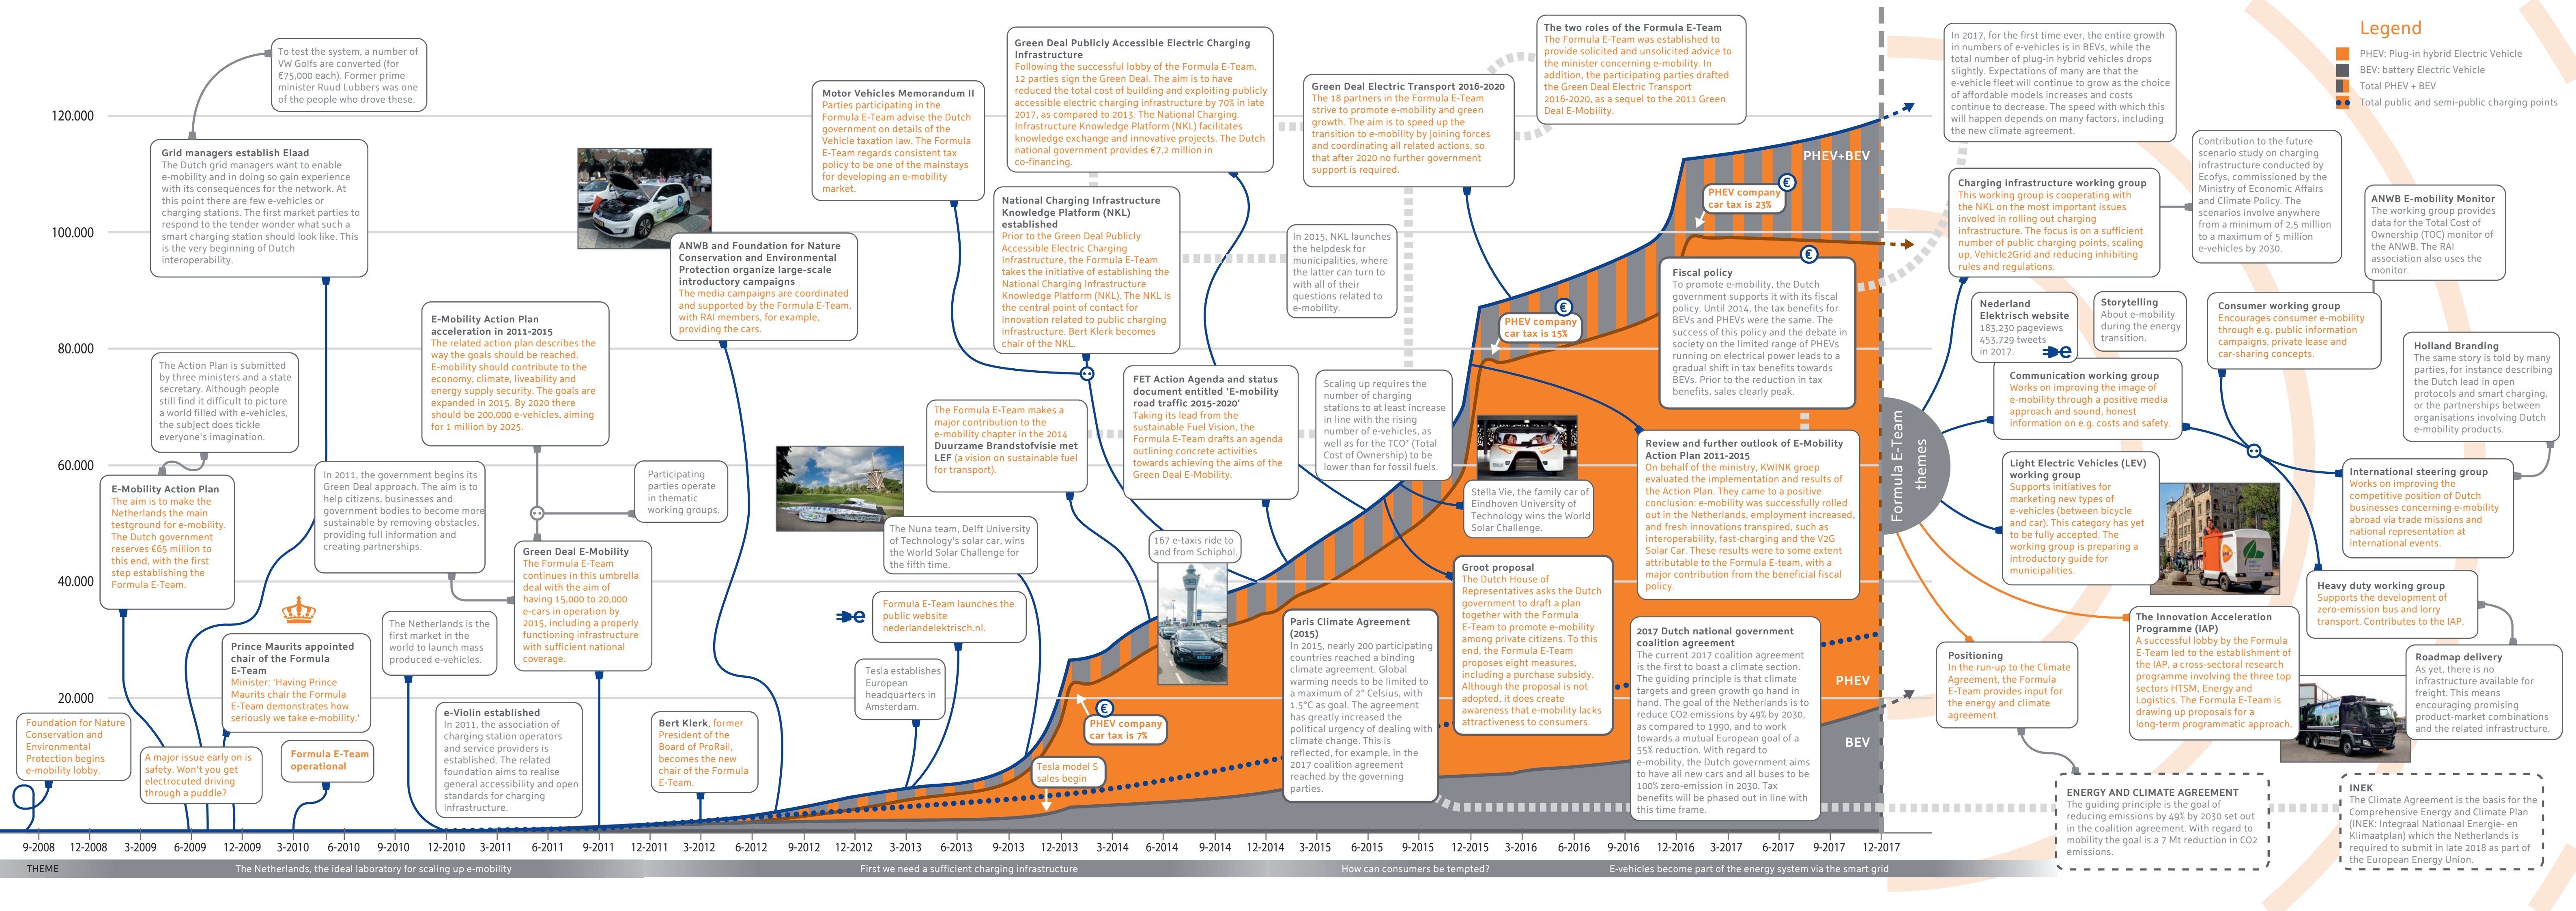 To test the system, a number of
VW Golfs are converted (for
€75,000 each). Former prime
minister Ruud Lubbers was one
of the people who drove these.
120.000
100.000
80.000
60.000
40.000
20.000
Grid managers establish Elaad
The Dutch grid managers want to enable
e-mobility and in doing so gain experience
with its consequences for the network. At
this point there are few e-vehicles or
charging stations. The first market parties to
respond to the tender wonder what such a
smart charging station should look like. This
is the very beginning of Dutch
interoperability.
The Action Plan is submitted
by three ministers and a state
secretary. Although people
still find it difficult to picture
a world filled with e-vehicles,
the subject does tickle
everyone's imagination.
E-Mobility Action Plan
The aim is to make the
Netherlands the main
testground for e-mobility.
The Dutch government
reserves €65 million to
this end, with the first
step establishing the
Formula E-Team.
Foundation for Nature
Conservation and
Environmental
Protection begins
e-mobility lobby.
A major issue early on is
safety. Won't you get
electrocuted driving
through a puddle?
Prince Maurits appointed
chair of the Formula
E-Team
Minister: 'Having Prince
Maurits chair the Formula
E-Team demonstrates how
seriously we take e-mobility.'
Formula E-Team
operational
In 2011, the government begins its
Green Deal approach. The aim is to
help citizens, businesses and
government bodies to become more
sustainable by removing obstacles,
providing full information and
creating partnerships.
E-Mobility Action Plan
acceleration in 2011-2015
The related action plan describes the
way the goals should be reached.
E-mobility should contribute to the
economy, climate, liveability and
energy supply security. The goals are
expanded in 2015. By 2020 there
should be 200,000 e-vehicles, aiming
for 1 million by 2025.
Participating
parties operate
in thematic
working groups.
Green Deal E-Mobility
The Formula E-Team
continues in this umbrella
deal with the aim of
having 15,000 to 20,000
e-cars in operation by
2015, including a properly
functioning infrastructure
with sufficient national
coverage.
The Netherlands is the
first market in the
world to launch mass
produced e-vehicles.
e-Violin established
In 2011, the association of
charging station operators
and service providers is
established. The related
foundation aims to realise
general accessibility and open
standards for charging
infrastructure.
Bert Klerk, former
President of the
Board of ProRail,
becomes the new
chair of the Formula
E-Team.
ANWB and Foundation for Nature
Conservation and Environmental
Protection organize large-scale
introductory campaigns
The media campaigns are coordinated
and supported by the Formula E-Team,
with RAI members, for example,
providing the cars.
Motor Vehicles Memorandum II
Parties participating in the
Formula E-Team advise the Dutch
government on details of the
Vehicle taxation law. The Formula
E-Team regards consistent tax
policy to be one of the mainstays
for developing an e-mobility
market.
The Nuna team, Delft University
of Technology's solar car, wins
the World Solar Challenge for
the fifth time.
Formula E-Team launches the
public website
nederlandelektrisch.nl.
Tesla establishes
European
headquarters in
Amsterdam.
Green Deal Publicly Accessible Electric Charging
Infrastructure
Following the successful lobby of the Formula E-Team,
12 parties sign the Green Deal. The aim is to have
reduced the total cost of building and exploiting publicly
accessible electric charging infrastructure by 70% in late
2017, as compared to 2013. The National Charging
Infrastructure Knowledge Platform (NKL) facilitates
knowledge exchange and innovative projects. The Dutch
national government provides €7,2 million in
co-financing.
National Charging Infrastructure
Knowledge Platform (NKL)
established
Prior to the Green Deal Publicly
Accessible Electric Charging
Infrastructure, the Formula E-Team
takes the initiative of establishing the
National Charging Infrastructure
Knowledge Platform (NKL). The NKL is
the central point of contact for
innovation related to public charging
infrastructure. Bert Klerk becomes
chair of the NKL.
The Formula E-Team makes a
major contribution to the
e-mobility chapter in the 2014
Duurzame Brandstofvisie met
LEF (a vision on sustainable fuel
for transport).
FET Action Agenda and status
document entitled 'E-mobility
road traffic 2015-2020'
Taking its lead from the
sustainable Fuel Vision, the
Formula E-Team drafts an agenda
outlining concrete activities
towards achieving the aims of the
Green Deal E-Mobility.
167 e-taxis ride to
and from Schiphol.
€
PHEV company
car tax is 7%
Tesla model S
sales begin
In 2015, NKL launches
the helpdesk for
municipalities, where
the latter can turn to
with all of their
questions related to
e-mobility.
Green Deal Electric Transport 2016-2020
The 18 partners in the Formula E-Team
strive to promote e-mobility and green
growth. The aim is to speed up the
transition to e-mobility by joining forces
and coordinating all related actions, so
that after 2020 no further government
support is required.
The two roles of the Formula E-Team
The Formula E-Team was established to
provide solicited and unsolicited advice to
the minister concerning e-mobility. In
addition, the participating parties drafted
the Green Deal Electric Transport
2016-2020, as a sequel to the 2011 Green
Deal E-Mobility.
Scaling up requires the
number of charging
stations to at least increase
in line with the rising
number of e-vehicles, as
well as for the TCO* (Total
Cost of Ownership) to be
lower than for fossil fuels.
Stella Vie, the family car of
Eindhoven University of
Technology wins the World
Solar Challenge.
Paris Climate Agreement
(2015)
In 2015, nearly 200 participating
countries reached a binding
climate agreement. Global
warming needs to be limited to
a maximum of 2° Celsius, with
1.5°C as goal. The agreement
has greatly increased the
political urgency of dealing with
climate change. This is
reflected, for example, in the
2017 coalition agreement
reached by the governing
parties.
Groot proposal
The Dutch House of
Representatives asks the Dutch
government to draft a plan
together with the Formula
E-Team to promote e-mobility
among private citizens. To this
end, the Formula E-Team
proposes eight measures,
including a purchase subsidy.
Although the proposal is not
adopted, it does create
awareness that e-mobility lacks
attractiveness to consumers.
€
PHEV company
car tax is 15%
€
PHEV company
car tax is 23%
PHEV+BEV
€
Fiscal policy
To promote e-mobility, the Dutch
government supports it with its fiscal
policy. Until 2014, the tax benefits for
BEVs and PHEVs were the same. The
success of this policy and the debate in
society on the limited range of PHEVs
running on electrical power leads to a
gradual shift in tax benefits towards
BEVs. Prior to the reduction in tax
benefits, sales clearly peak.
Review and further outlook of E-Mobility
Action Plan 2011-2015
On behalf of the ministry, KWINK groep
evaluated the implementation and results of
the Action Plan. They came to a positive
conclusion: e-mobility was successfully rolled
out in the Netherlands, employment increased,
and fresh innovations transpired, such as
interoperability, fast-charging and the V2G
Solar Car. These results were to some extent
attributable to the Formula E-team, with a
major contribution from the beneficial fiscal
policy.
2017 Dutch national government
coalition agreement
The current 2017 coalition agreement
is the first to boast a climate section.
The guiding principle is that climate
targets and green growth go hand in
hand. The goal of the Netherlands is to
reduce CO2 emissions by 49% by 2030,
as compared to 1990, and to work
towards a mutual European goal of a
55% reduction. With regard to
e-mobility, the Dutch government aims
to have all new cars and all buses to be
100% zero-emission in 2030. Tax
benefits will be phased out in line with
this time frame.
PHEV
BEV
Formula E-Team
themes
In 2017, for the first time ever, the entire growth
in numbers of e-vehicles is in BEVs, while the
total number of plug-in hybrid vehicles drops
slightly. Expectations of many are that the
e-vehicle fleet will continue to grow as the choice
of affordable models increases and costs
continue to decrease. The speed with which this
will happen depends on many factors, including
the new climate agreement.
Legend
PHEV: Plug-in hybrid Electric Vehicle
BEV: battery Electric Vehicle
Total PHEV + BEV
Total public and semi-public charging points
Charging infrastructure working group
This working group is cooperating with
the NKL on the most important issues
involved in rolling out charging
infrastructure. The focus is on a sufficient
number of public charging points, scaling
up, Vehicle2Grid and reducing inhibiting
rules and regulations.
Contribution to the future
scenario study on charging
infrastructure conducted by
Ecofys, commissioned by the
Ministry of Economic Affairs
and Climate Policy. The
scenarios involve anywhere
from a minimum of 2,5 million
to a maximum of 5 million
e-vehicles by 2030.
ANWB E-mobility Monitor
The working group provides
data for the Total Cost of
Ownership (TOC) monitor of
the ANWB. The RAI
association also uses the
monitor.
Nederland
Elektrisch website
183,230 pageviews
453,729 tweets
in 2017.
Storytelling
About e-mobility
during the energy
transition.
Consumer working group
Encourages consumer e-mobility
through e.g. public information
campaigns, private lease and
car-sharing concepts.
Communication working group
Works on improving the image of
e-mobility through a positive media
approach and sound, honest
information on e.g. costs and safety.
Holland Branding
The same story is told by many
parties, for instance describing
the Dutch lead in open
protocols and smart charging,
or the partnerships between
organisations involving Dutch
e-mobility products.
Light Electric Vehicles (LEV)
working group
Supports initiatives for
marketing new types of
e-vehicles (between bicycle
and car). This category has yet
to be fully accepted. The
working group is preparing a
introductory guide for
municipalities.
International steering group
Works on improving the
competitive position of Dutch
businesses concerning e-mobility
abroad via trade missions and
national representation at
international events.
Heavy duty working group
Supports the development of
zero-emission bus and lorry
transport. Contributes to the IAP.
The Innovation Acceleration
Programme (IAP)
A successful lobby by the Formula
E-Team led to the establishment of
the IAP, a cross-sectoral research
programme involving the three top
sectors HTSM, Energy and
Logistics. The Formula E-Team is
drawing up proposals for a
long-term programmatic approach.
Positioning
In the run-up to the Climate
Agreement, the Formula
E-Team provides input for
the energy and climate
agreement.
Roadmap delivery
As yet, there is no
infrastructure available for
freight. This means
encouraging promising
product-market combinations
and the related infrastructure.
ENERGY AND CLIMATE AGREEMENT
The guiding principle is the goal of
reducing emissions by 49% by 2030 set out
in the coalition agreement. With regard to
mobility the goal is a 7 Mt reduction in CO2
emissions.
INEK
The Climate Agreement is the basis for the
Comprehensive Energy and Climate Plan
(INEK: Integraal Nationaal Energie- en
Klimaatplan) which the Netherlands is
required to submit in late 2018 as part of
the European Energy Union.
9-2008 12-2008 3-2009 6-2009 12-2009 3-2010 6-2010 9-2010 12-2010 3-2011 6-2011 9-2011 12-2011 3-2012 6-2012 9-2012 12-2012 3-2013 6-2013 9-2013 12-2013 3-2014 6-2014 9-2014 12-2014 3-2015 6-2015 9-2015 12-2015 3-2016 6-2016 9-2016 12-2016 3-2017 6-2017 9-2017 12-2017
THEME The Netherlands, the ideal laboratory for scaling up e-mobility First we need a sufficient charging infrastructure How can consumers be tempted? E-vehicles become part of the energy system via the smart grid